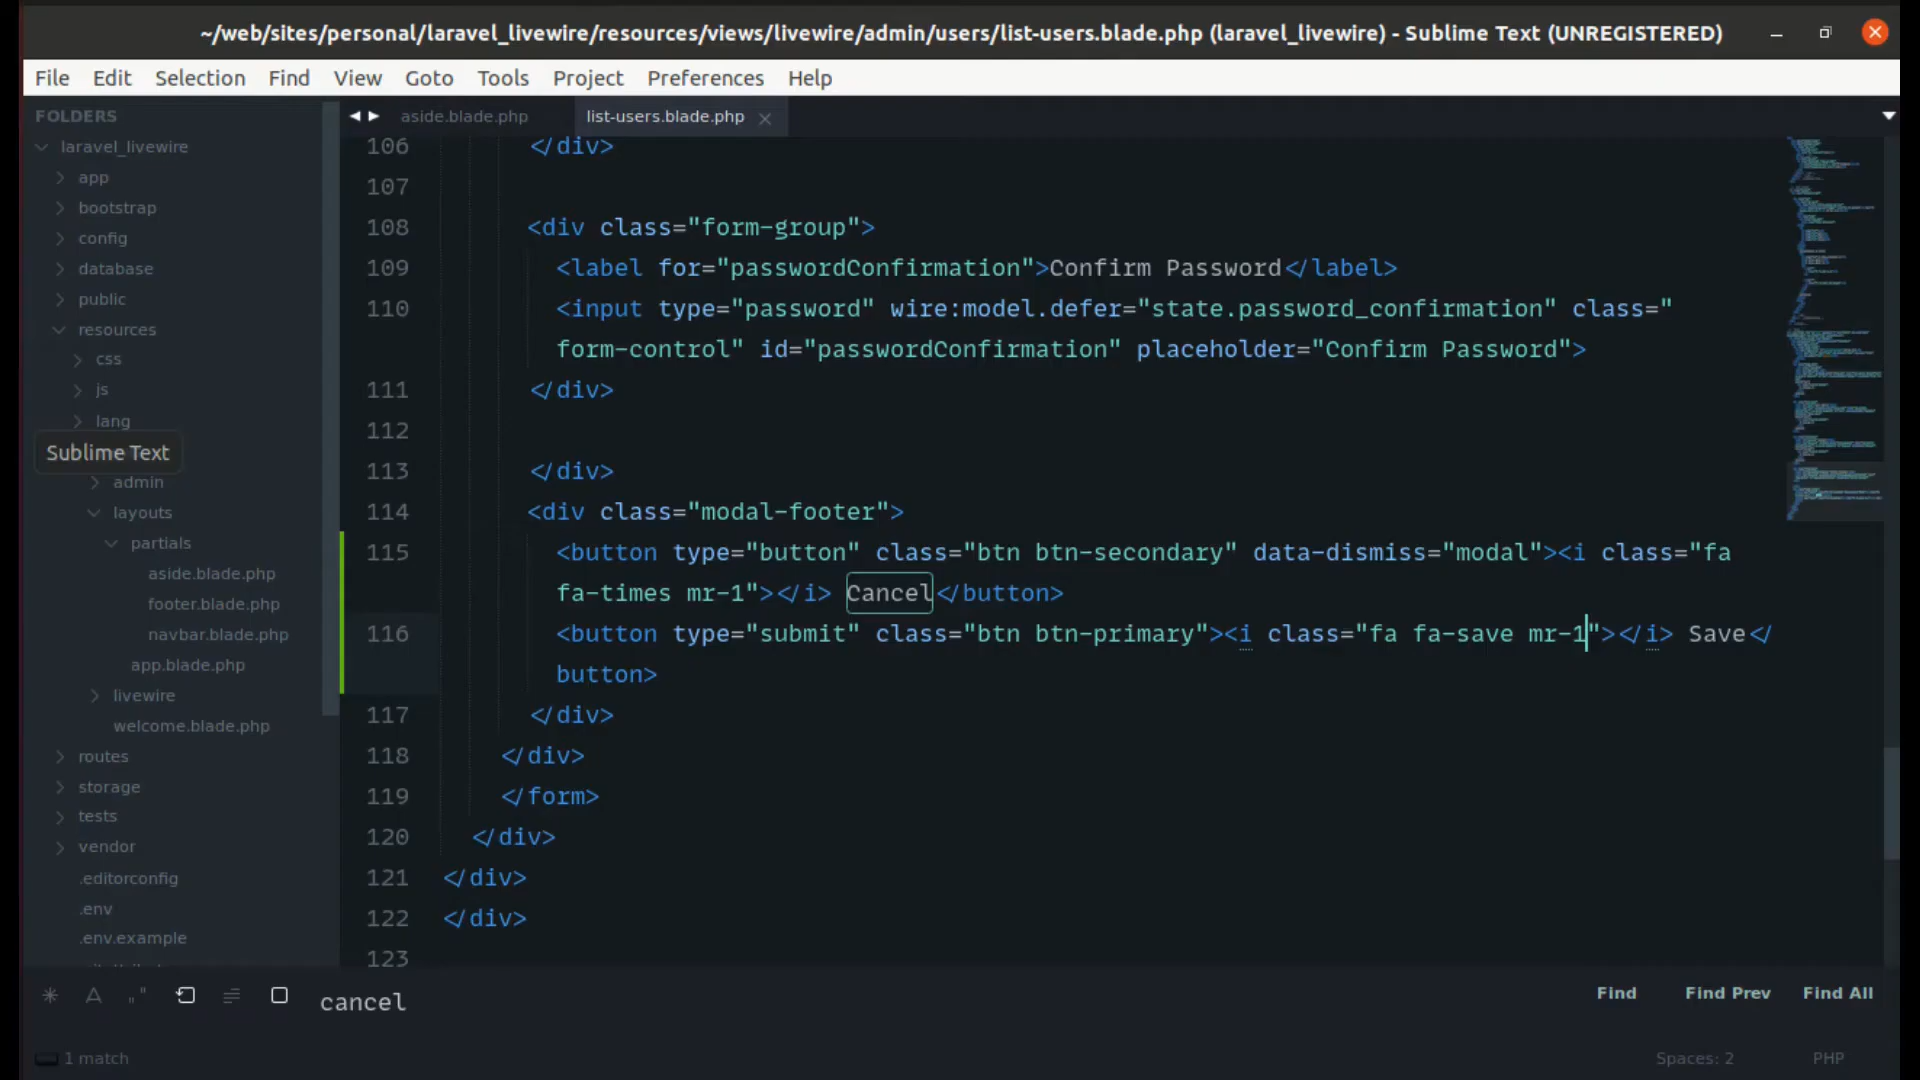 ~/web/sites/personal/laravel_livewire/resources/views/livewire/admin/users/list-users.blade.php (laravel_livewire) - Sublime Text (UNREGISTERED)
File Edit Selection Find View Goto Tools Project Preferences Help
FOLDERS
laravel_livewire
app
bootstrap
config
database
public
resources
css
js
lang
Sublime Text
admin
layouts
partials
aside.blade.php
footer.blade.php
navbar.blade.php
app.blade.php
livewire
welcome.blade.php
routes
storage
tests
vendor
.editorconfig
.env
.env.example
aside.blade.php list-users.blade.php
106 </div>
107
108 <div class="form-group">
109 <label for="passwordConfirmation">Confirm Password</label>
110 <input type="password" wire:model.defer="state.password_confirmation" class="
form-control" id="passwordConfirmation" placeholder="Confirm Password">
111 </div>
112
113 </div>
114 <div class="modal-footer">
115 <button type="button" class="btn btn-secondary" data-dismiss="modal"><i class="fa
fa-times mr-1"></i> Cancel</button>
116 <button type="submit" class="btn btn-primary"><i class="fa fa-save mr-1"></i> Save</
button>
117 </div>
118 </div>
119 </form>
120 </div>
121 </div>
122 </div>
123
cancel
Find Find Prev Find All
1 match
Spaces: 2 PHP